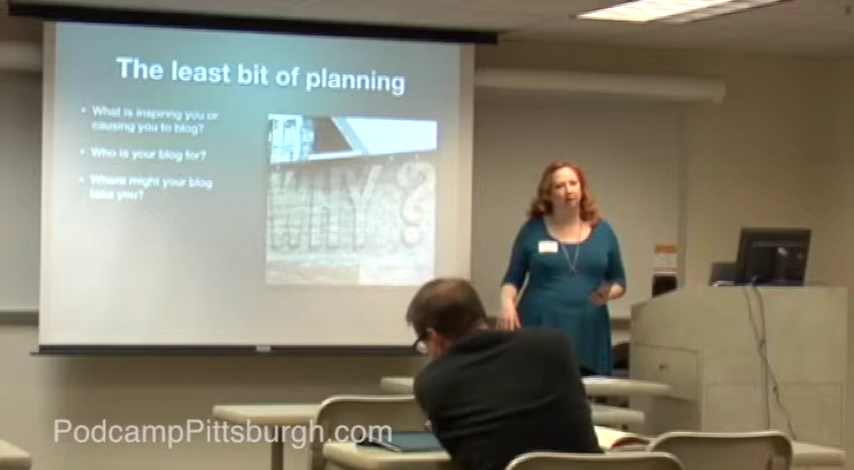 The least bit of planning
• What is inspiring you or
causing you to blog?
• Who is your blog for?
• Where might your blog
take you?
WHY?
PodcampPittsburgh.com